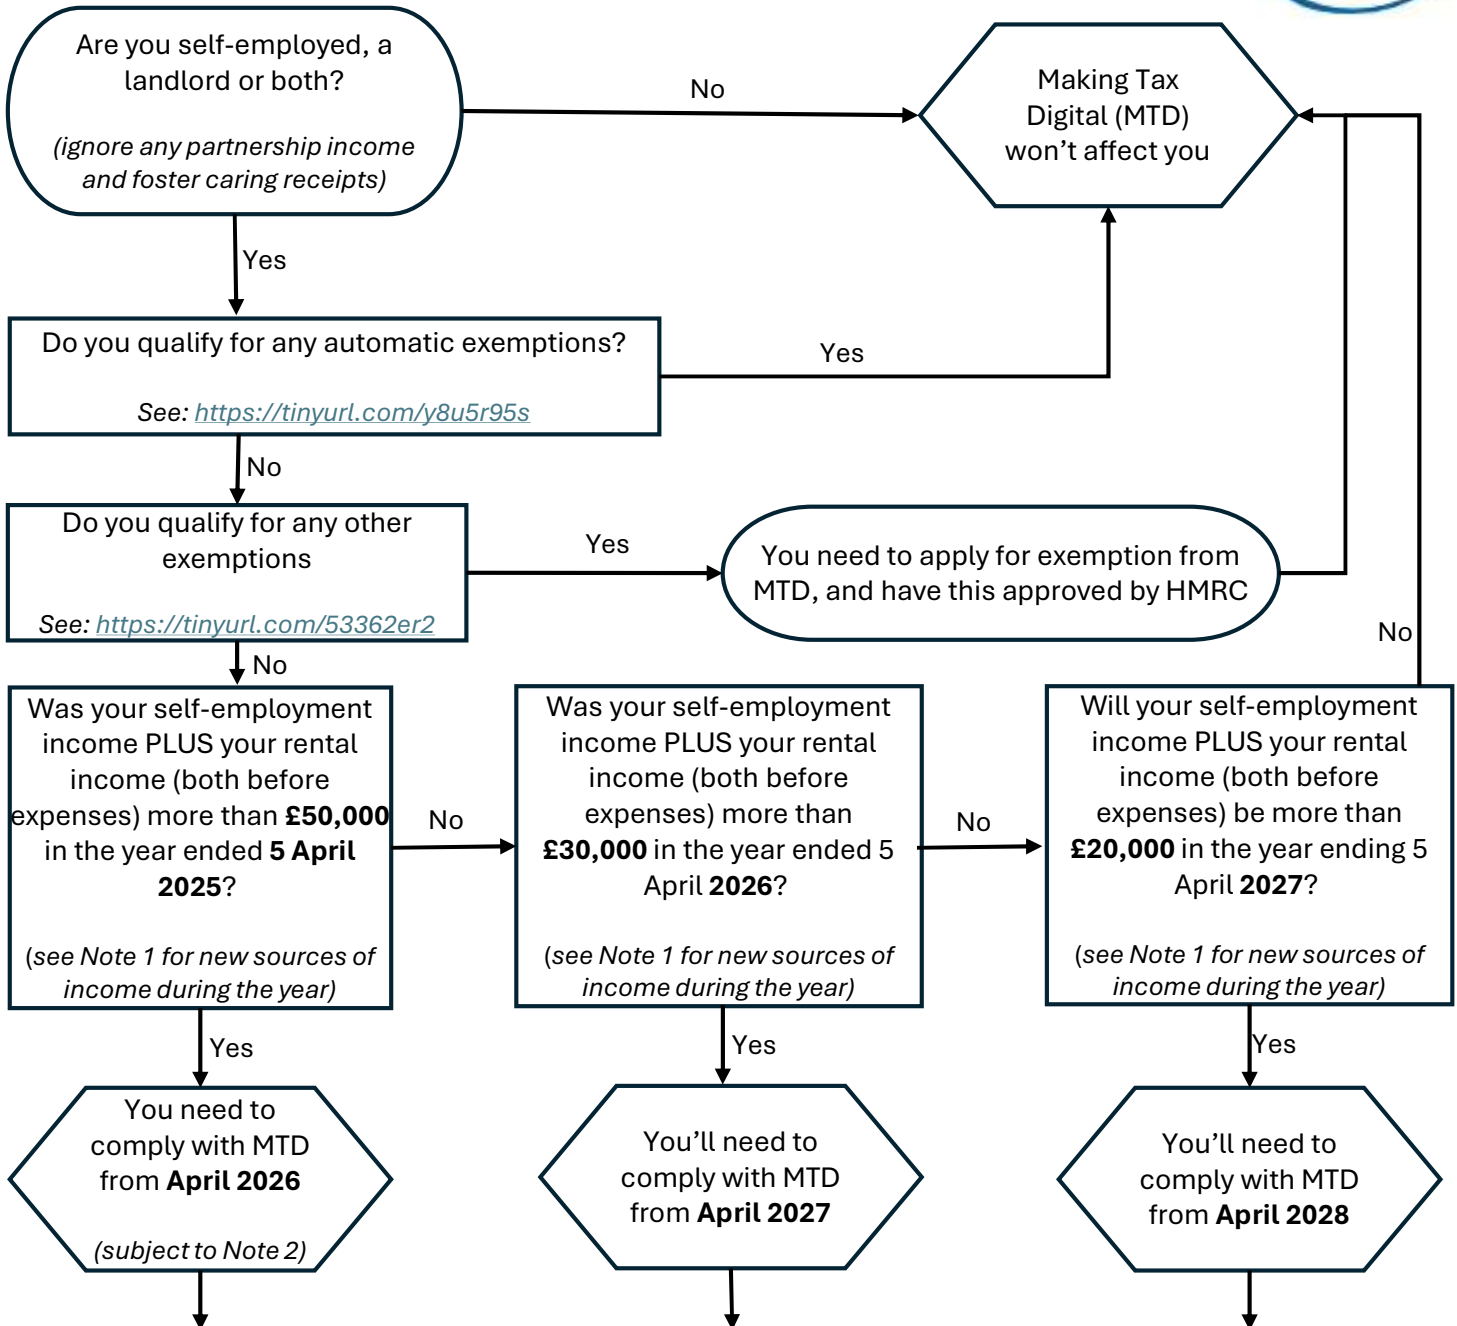 Are you self-employed, a
landlord or both?
(ignore any partnership income
and foster caring receipts)
No
Making Tax
Digital (MTD)
won’t affect you
Yes
Do you qualify for any automatic exemptions?
See: https://tinyurl.com/y8u5r95s
Yes
No
Do you qualify for any other
exemptions
See: https://tinyurl.com/53362er2
Yes
You need to apply for exemption from
MTD, and have this approved by HMRC
No
No
Was your self-employment
income PLUS your rental
income (both before
expenses) more than £50,000
in the year ended 5 April
2025?
(see Note 1 for new sources of
income during the year)
No
Was your self-employment
income PLUS your rental
income (both before
expenses) more than
£30,000 in the year ended 5
April 2026?
(see Note 1 for new sources of
income during the year)
No
Will your self-employment
income PLUS your rental
income (both before
expenses) be more than
£20,000 in the year ending 5
April 2027?
(see Note 1 for new sources of
income during the year)
Yes
Yes
Yes
You need to
comply with MTD
from April 2026
(subject to Note 2)
You’ll need to
comply with MTD
from April 2027
You’ll need to
comply with MTD
from April 2028